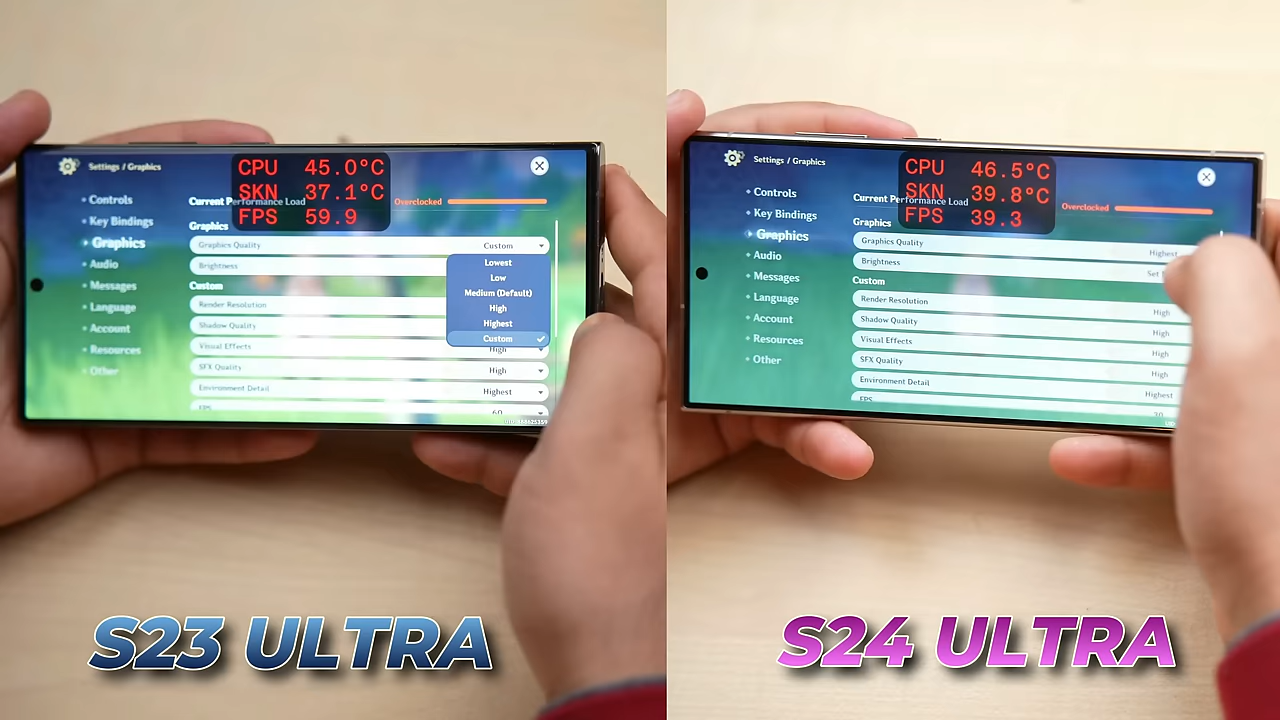 Settings / Graphics
CPU 45.0°C
SKN 37.1°C
FPS 59.9
Current Performance Load
Overclocked
Controls
Key Bindings
Graphics
Audio
Messages
Language
Account
Resources
Other
Graphics
Graphics Quality Custom
Brightness
Lowest
Low
Medium (Default)
High
Highest
Custom
Custom
Render Resolution
Shadow Quality
Visual Effects High
SFX Quality High
Environment Detail Highest
FPS 60
S23 ULTRA
Settings / Graphics
CPU 46.5°C
SKN 39.8°C
FPS 39.3
Current Performance Load
Overclocked
Controls
Key Bindings
Graphics
Audio
Messages
Language
Account
Resources
Other
Graphics
Graphics Quality Highest
Brightness Set
Custom
Render Resolution High
Shadow Quality High
Visual Effects High
SFX Quality High
Environment Detail Highest
FPS 30
S24 ULTRA